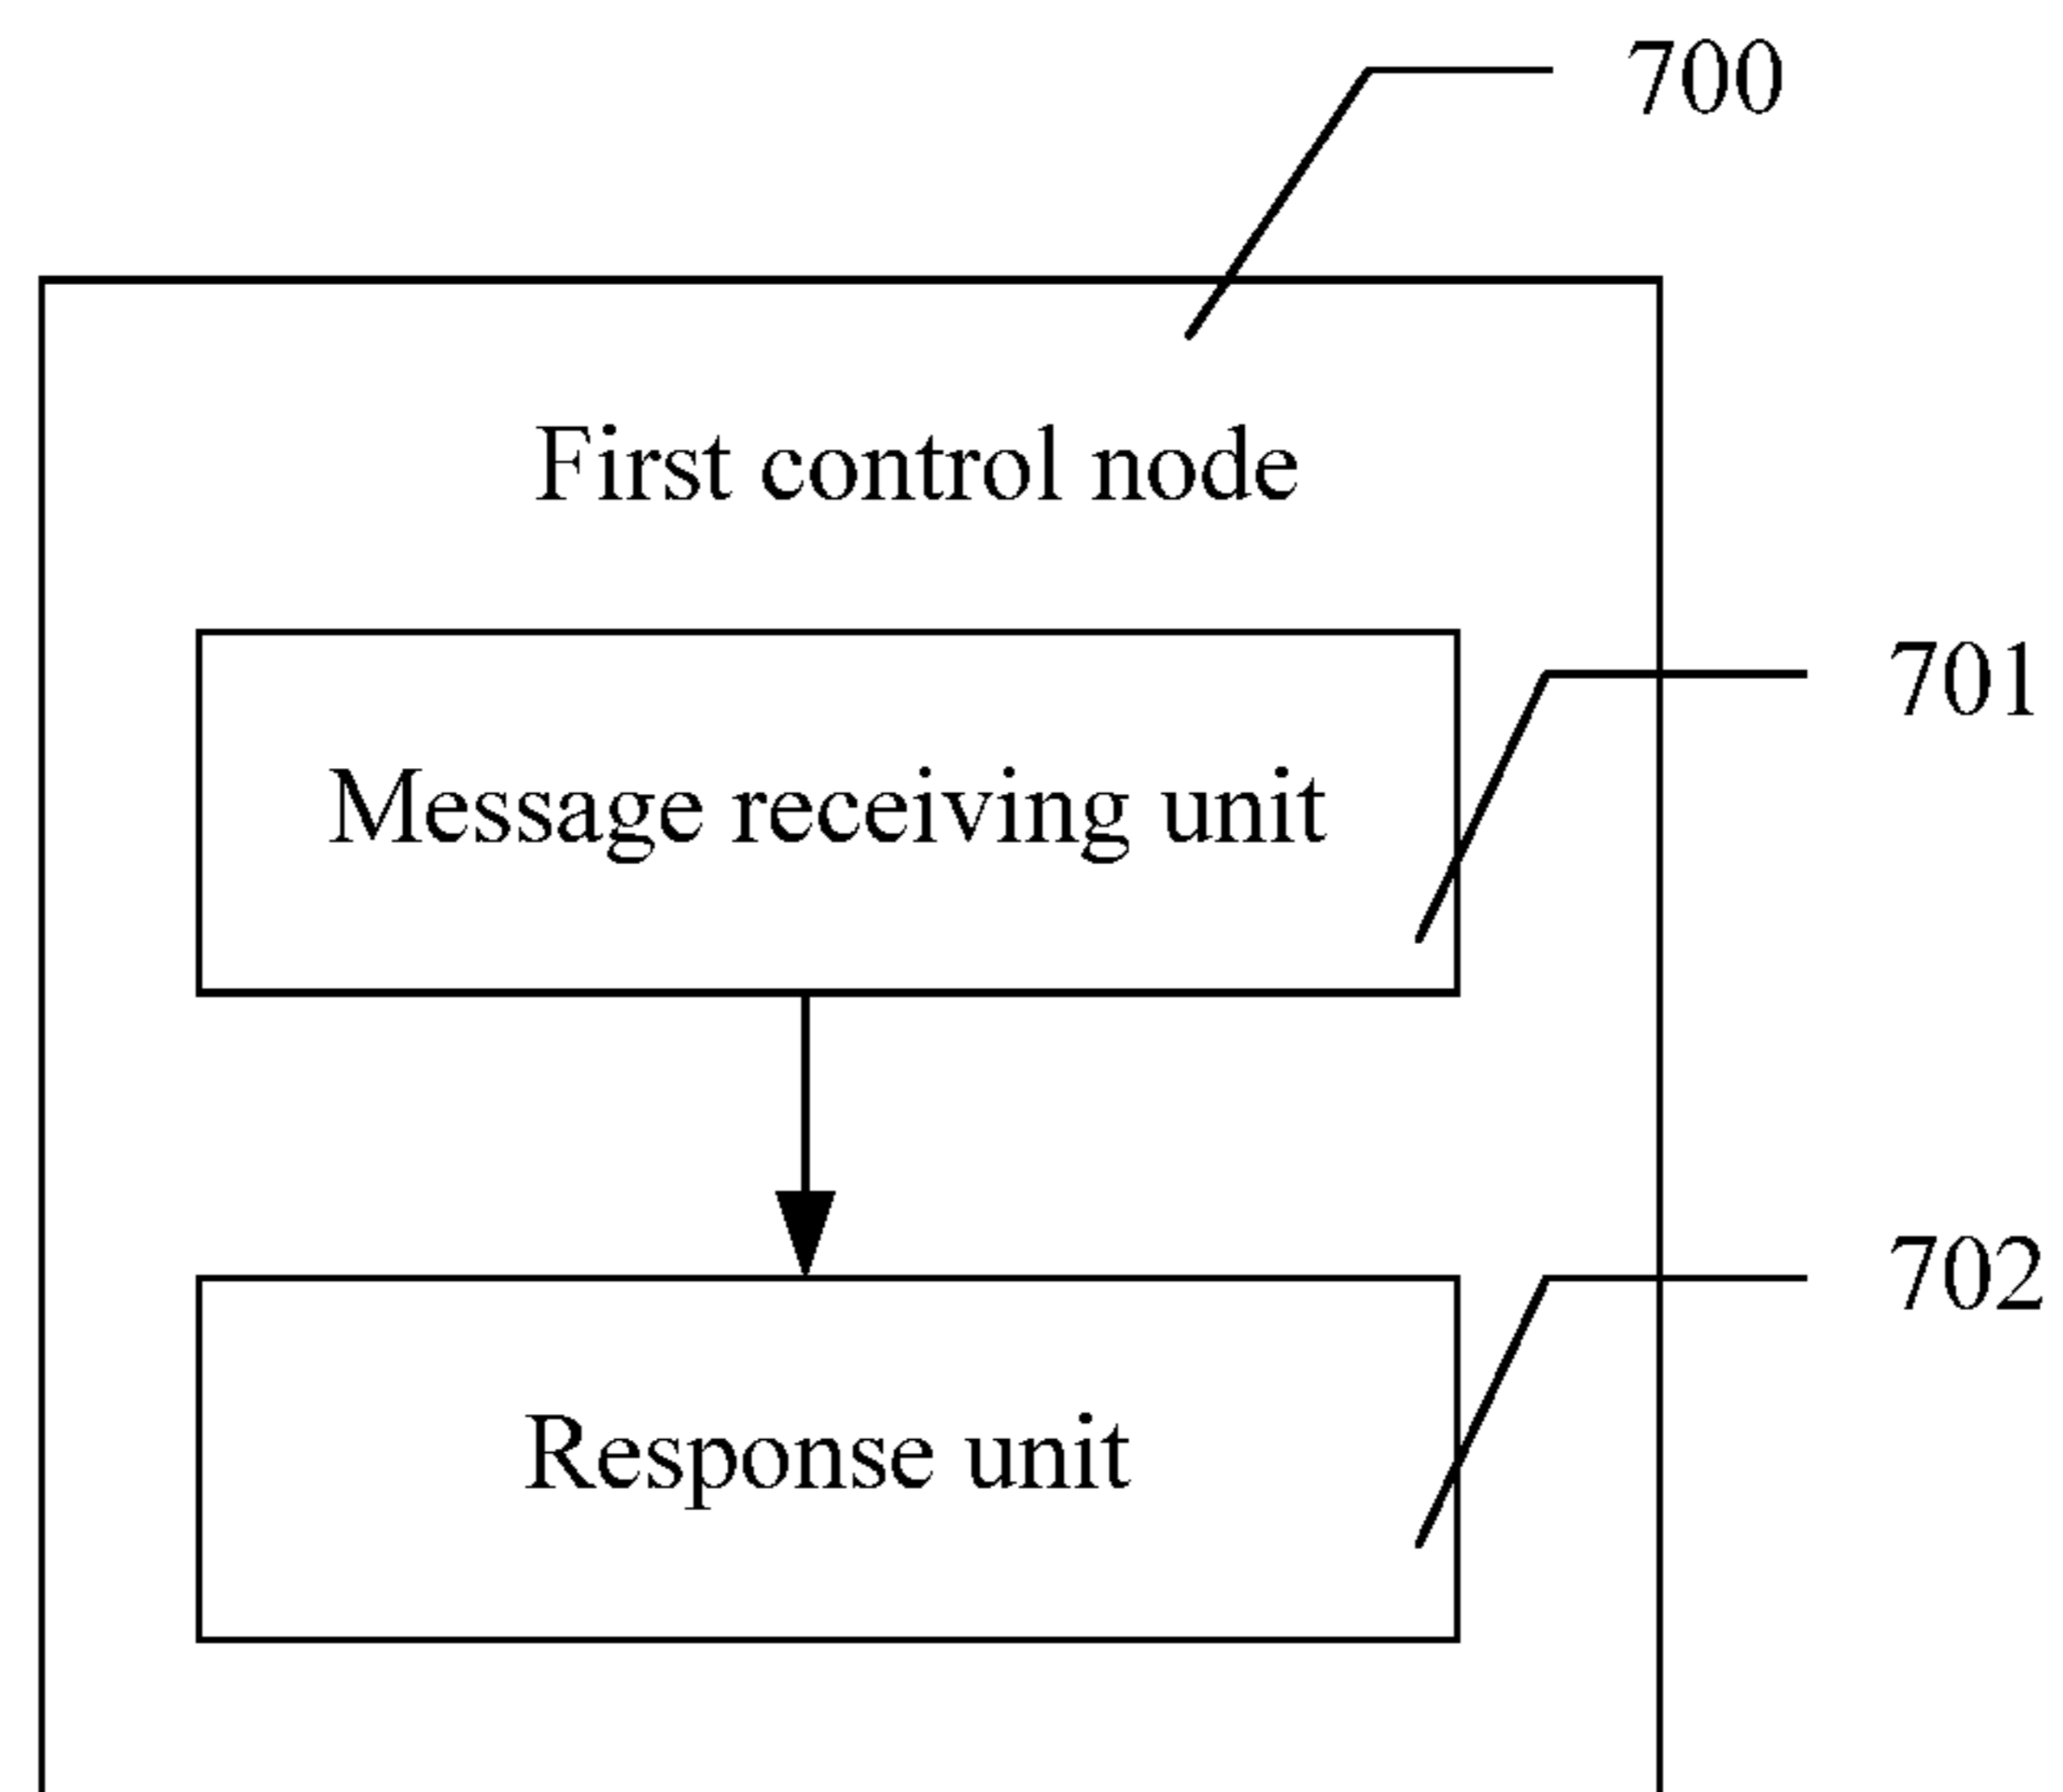 700
First control node
701
Message receiving unit
702
Response unit